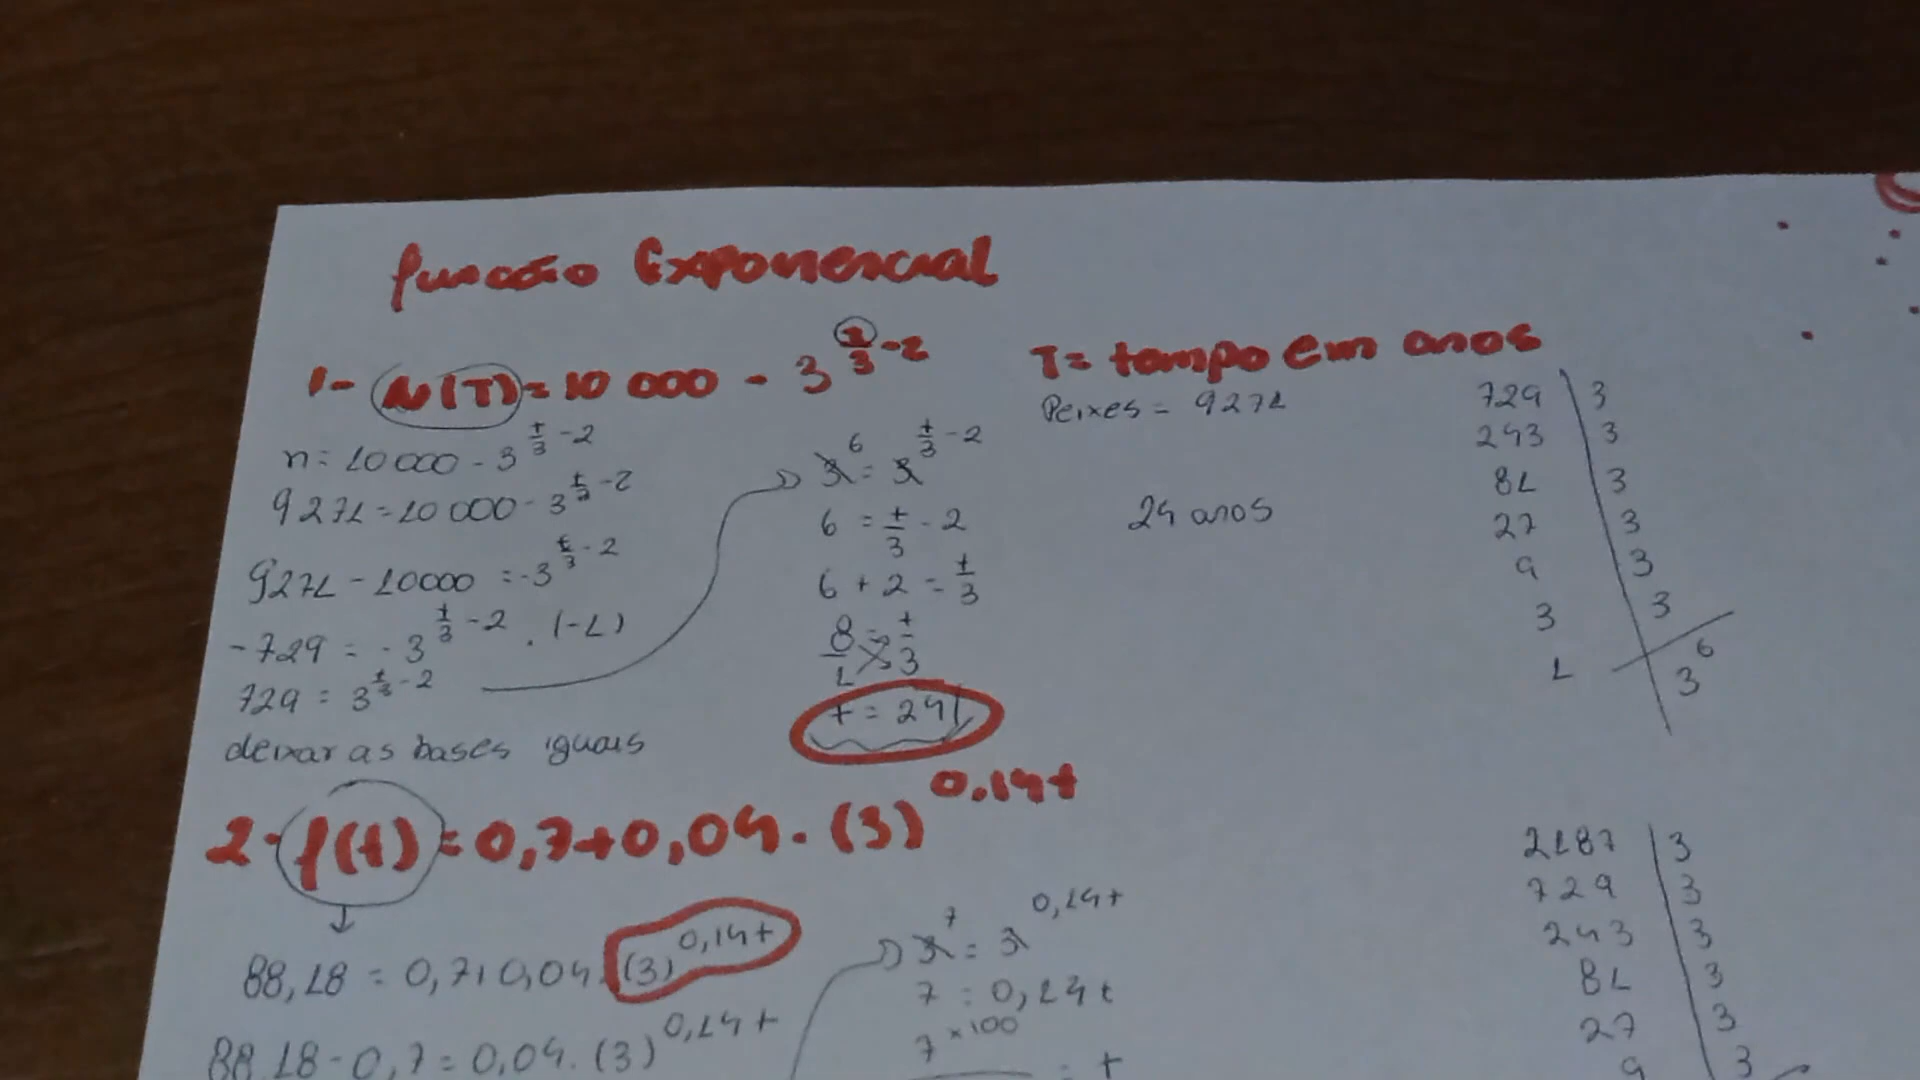 função Exponencial
1- N(T) = 10 000 - 3^(t/3 - 2)
T = tempo em anos
Peixes = 9271
n = 10000 - 3^(t/3 - 2)
9271 = 10 000 - 3^(t/3 - 2)
9271 - 10000 = -3^(t/3 - 2)
-729 = -3^(t/3 - 2) . (-1)
729 = 3^(t/3 - 2)
deixar as bases iguais
3^6 = 3^(t/3 - 2)
6 = t/3 - 2
6 + 2 = t/3
8/1 = t/3
t = 24
24 anos
729 | 3
243 | 3
81 | 3
27 | 3
9 | 3
3 | 3
1 | 3^6
2- f(t) = 0,7 + 0,04 . (3)^0.14t
88,18 = 0,7 + 0,04 . (3)^0,14t
88,18 - 0,7 = 0,04 . (3)^0,14t
3^7 = 3^0,14t
7 = 0,14t
7 x100
= t
2187 | 3
729 | 3
243 | 3
81 | 3
27 | 3
9 | 3